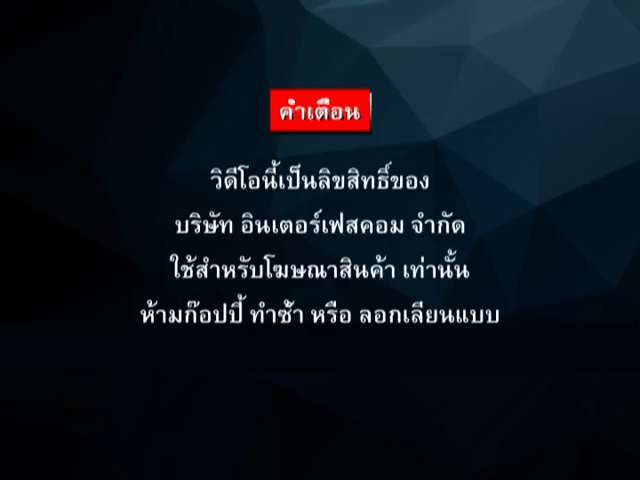 คำเตือน
วิดีโอนี้เป็นลิขสิทธิ์ของ
บริษัท อินเตอร์เฟสคอม จำกัด
ใช้สำหรับโฆษณาสินค้า เท่านั้น
ห้ามก๊อปปี้ ทำซ้ำ หรือ ลอกเลียนแบบ